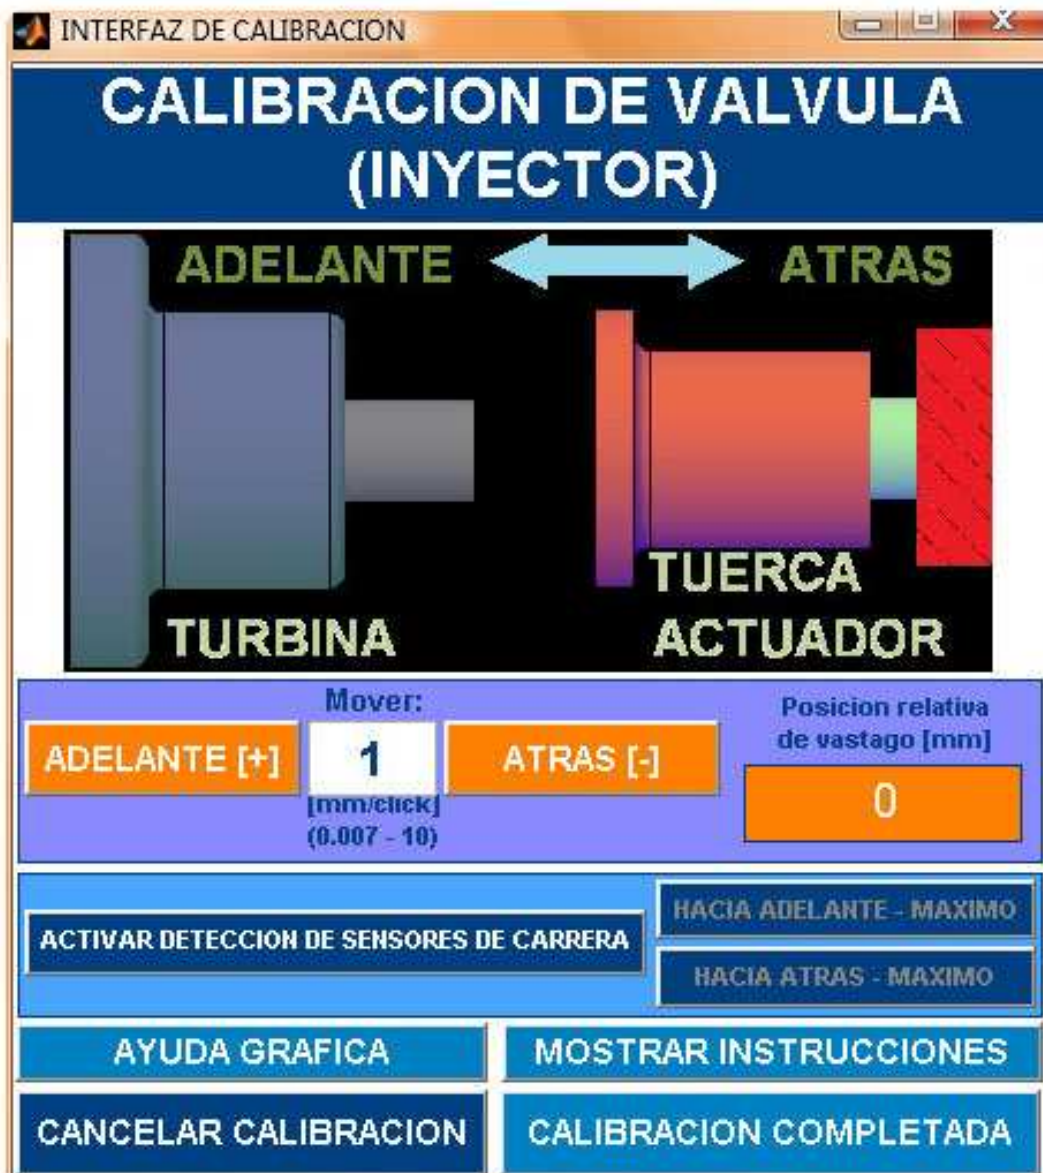 INTERFAZ DE CALIBRACION
CALIBRACION DE VALVULA
(INYECTOR)
ADELANTE
ATRAS
TURBINA
TUERCA
ACTUADOR
Mover:
ADELANTE [+]
1
ATRAS [-]
[mm/click]
(0.007 - 10)
Posicion relativa
de vastago [mm]
0
ACTIVAR DETECCION DE SENSORES DE CARRERA
HACIA ADELANTE - MAXIMO
HACIA ATRAS - MAXIMO
AYUDA GRAFICA
MOSTRAR INSTRUCCIONES
CANCELAR CALIBRACION
CALIBRACION COMPLETADA